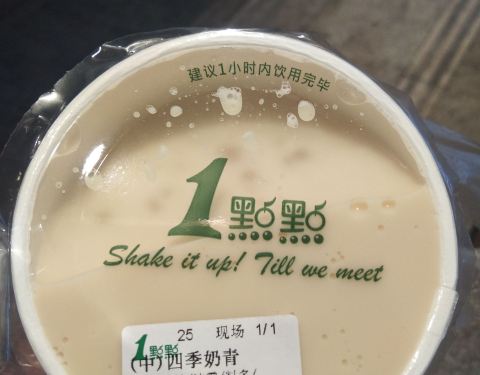 建议1小时内饮用完毕
1點點
Shake it up! Till we meet
25 现场 1/1
1點點
(中)四季奶青